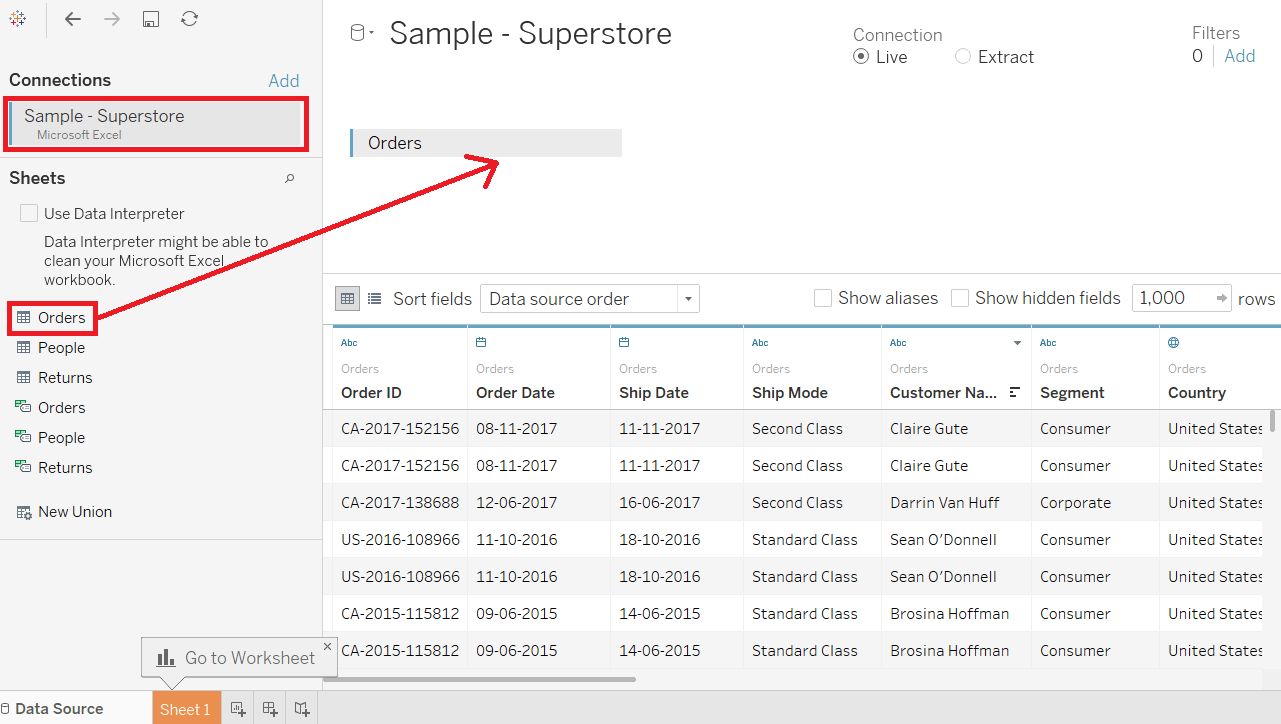 Sample - Superstore
Connection
Live
Extract
Filters
0 Add
Connections Add
Sample - Superstore
Microsoft Excel
Sheets
Use Data Interpreter
Data Interpreter might be able to
clean your Microsoft Excel
workbook.
Orders
People
Returns
Orders
People
Returns
New Union
Orders
Sort fields Data source order Show aliases Show hidden fields 1,000 rows
Abc Abc Abc Abc
Orders Orders Orders Orders Orders Orders Orders
Order ID Order Date Ship Date Ship Mode Customer Na... Segment Country
CA-2017-152156 08-11-2017 11-11-2017 Second Class Claire Gute Consumer United States
CA-2017-152156 08-11-2017 11-11-2017 Second Class Claire Gute Consumer United States
CA-2017-138688 12-06-2017 16-06-2017 Second Class Darrin Van Huff Corporate United States
US-2016-108966 11-10-2016 18-10-2016 Standard Class Sean O’Donnell Consumer United States
US-2016-108966 11-10-2016 18-10-2016 Standard Class Sean O’Donnell Consumer United States
CA-2015-115812 09-06-2015 14-06-2015 Standard Class Brosina Hoffman Consumer United States
CA-2015-115812 09-06-2015 14-06-2015 Standard Class Brosina Hoffman Consumer United States
Go to Worksheet
Data Source Sheet 1